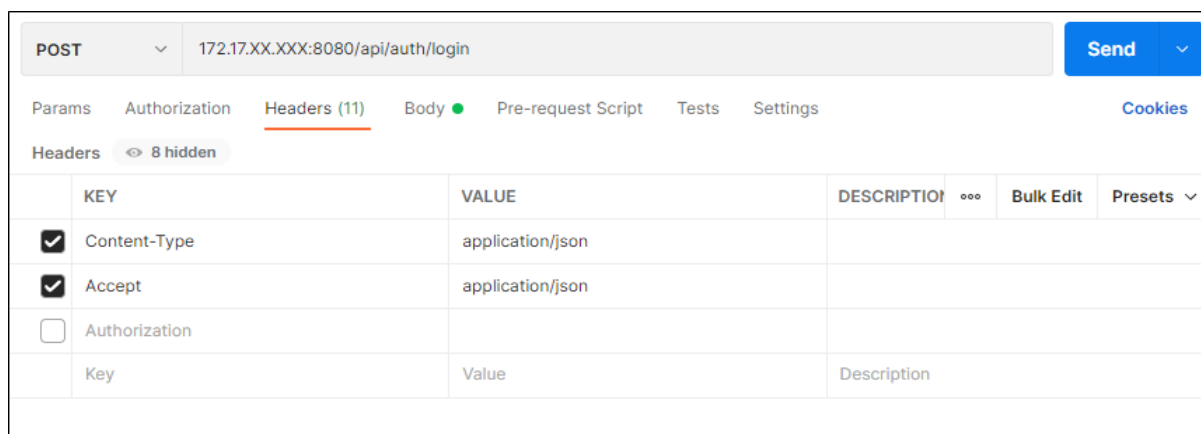 POST 172.17.XX.XXX:8080/api/auth/login Send
Params Authorization Headers (11) Body Pre-request Script Tests Settings Cookies
Headers 8 hidden
KEY VALUE DESCRIPTION ooo Bulk Edit Presets
Content-Type application/json
Accept application/json
Authorization
Key Value Description